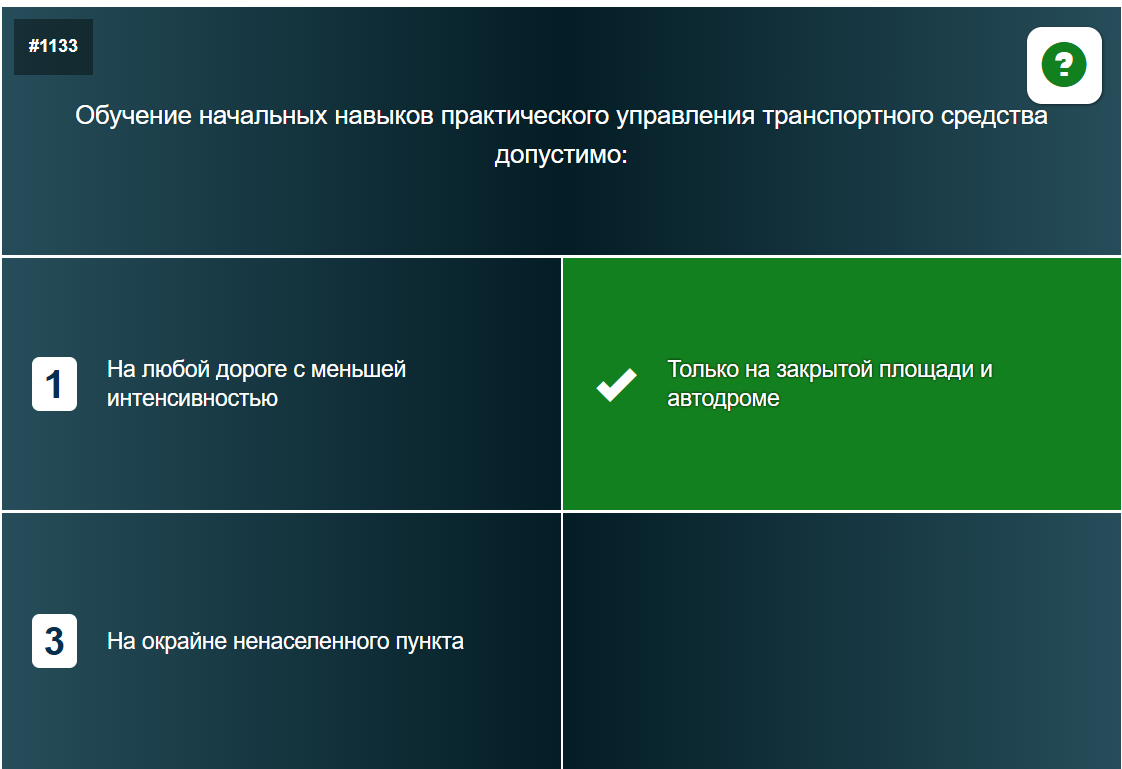 #1133
?
Обучение начальных навыков практического управления транспортного средства
допустимо:
1
На любой дороге с меньшей
интенсивностью
Только на закрытой площади и
автодроме
3
На окрайне ненаселенного пункта